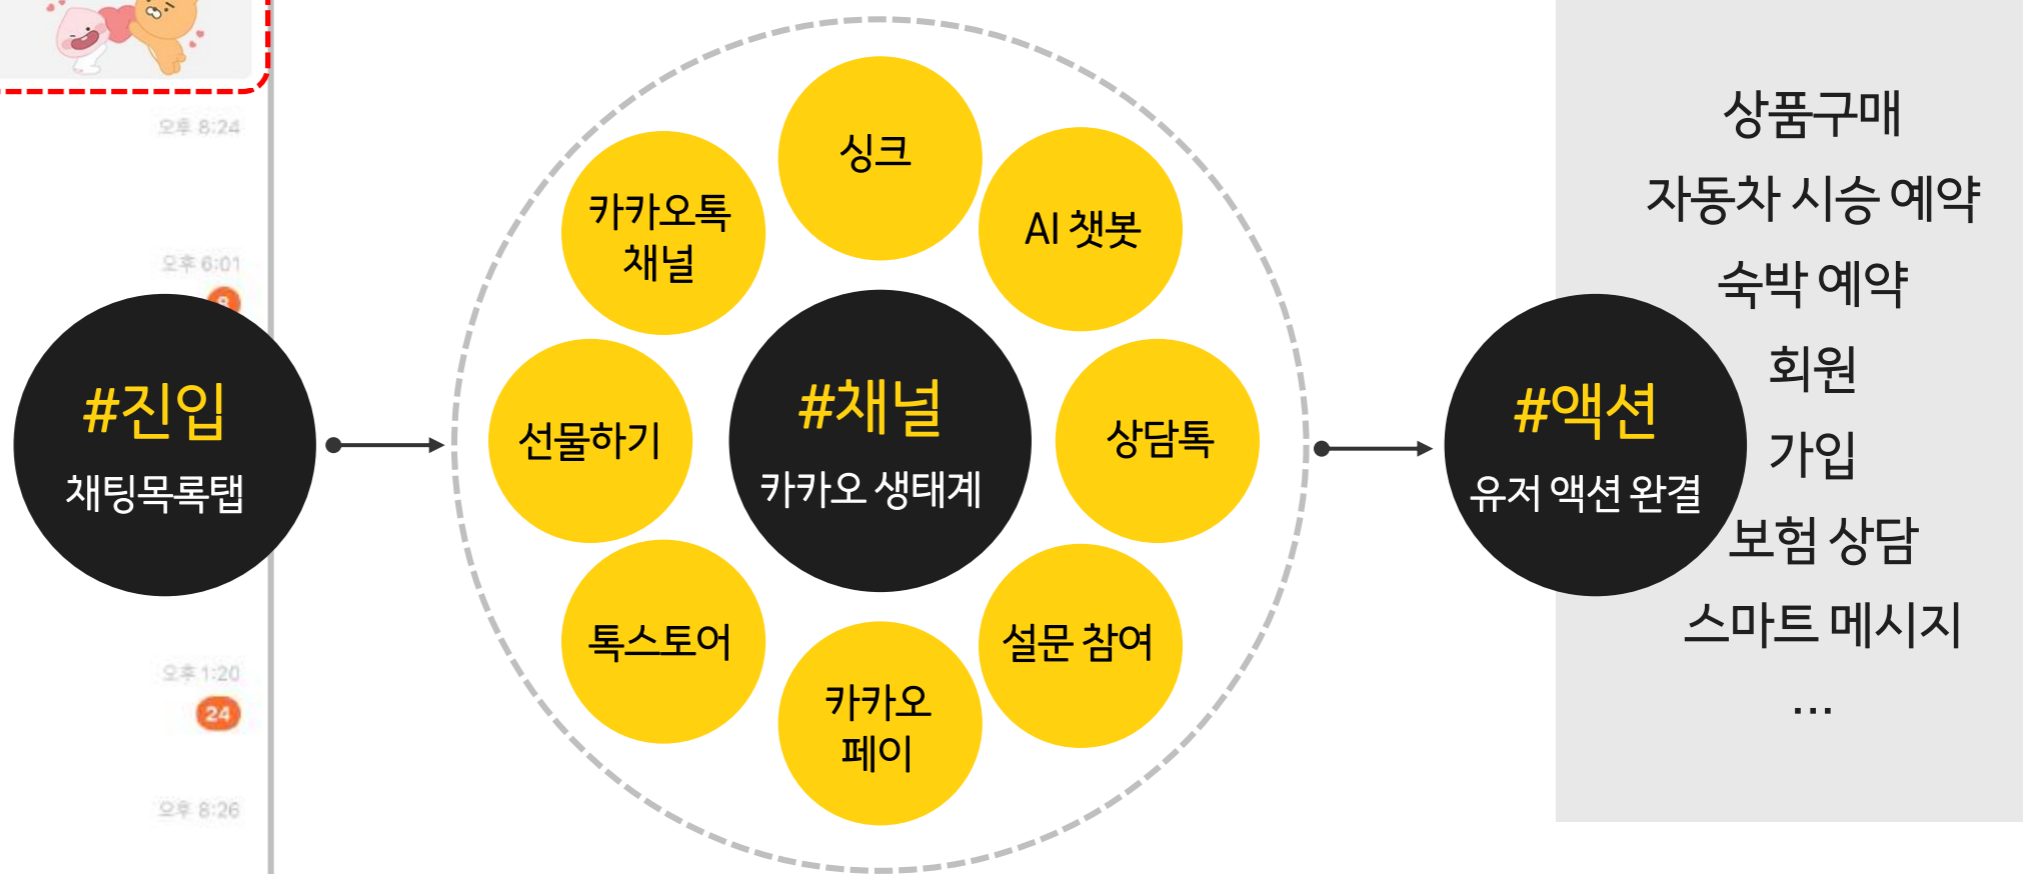 오후 8:24
오후 6:01
#진입
채팅목록탭
오후 1:20
24
오후 8:26
싱크
카카오톡
채널
AI 챗봇
선물하기
#채널
카카오 생태계
상담톡
톡스토어
설문 참여
카카오
페이
#액션
유저 액션 완결
상품구매
자동차 시승 예약
숙박 예약
회원
가입
보험 상담
스마트 메시지
...